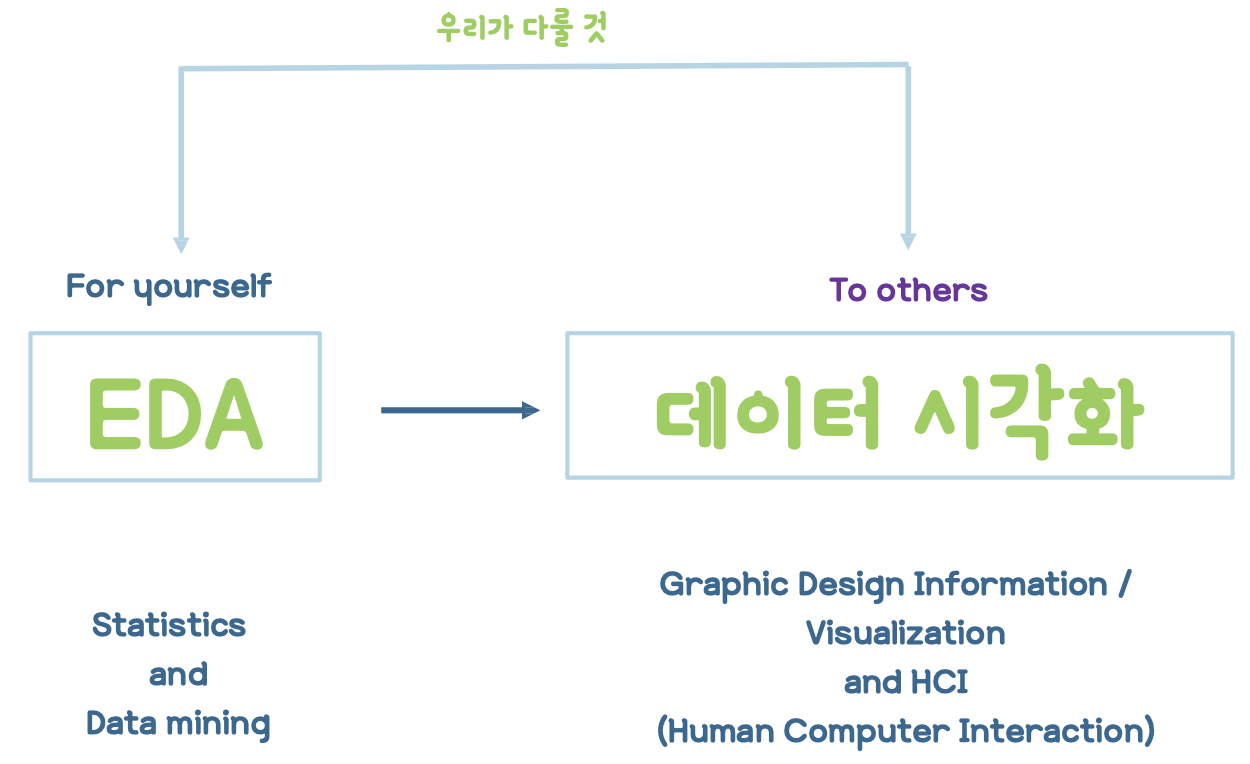 우리가 다룰 것
For yourself
To others
EDA
데이터 시각화
Statistics
and
Data mining
Graphic Design Information /
Visualization
and HCI
(Human Computer Interaction)